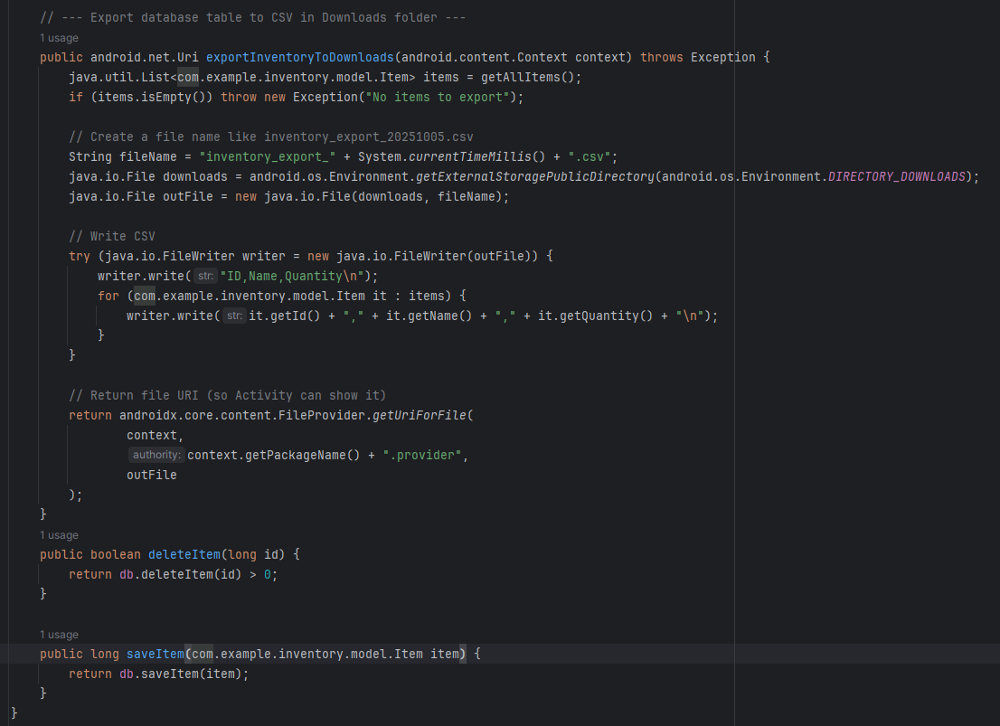 // --- Export database table to CSV in Downloads folder ---
1 usage
public android.net.Uri exportInventoryToDownloads(android.content.Context context) throws Exception {
java.util.List<com.example.inventory.model.Item> items = getAllItems();
if (items.isEmpty()) throw new Exception("No items to export");
// Create a file name like inventory_export_20251005.csv
String fileName = "inventory_export_" + System.currentTimeMillis() + ".csv";
java.io.File downloads = android.os.Environment.getExternalStoragePublicDirectory(android.os.Environment.DIRECTORY_DOWNLOADS);
java.io.File outFile = new java.io.File(downloads, fileName);
// Write CSV
try (java.io.FileWriter writer = new java.io.FileWriter(outFile)) {
writer.write( str: "ID,Name,Quantity\n");
for (com.example.inventory.model.Item it : items) {
writer.write( str: it.getId() + "," + it.getName() + "," + it.getQuantity() + "\n");
}
}
// Return file URI (so Activity can show it)
return androidx.core.content.FileProvider.getUriForFile(
context,
authority: context.getPackageName() + ".provider",
outFile
);
}
1 usage
public boolean deleteItem(long id) {
return db.deleteItem(id) > 0;
}
1 usage
public long saveItem(com.example.inventory.model.Item item) {
return db.saveItem(item);
}
}